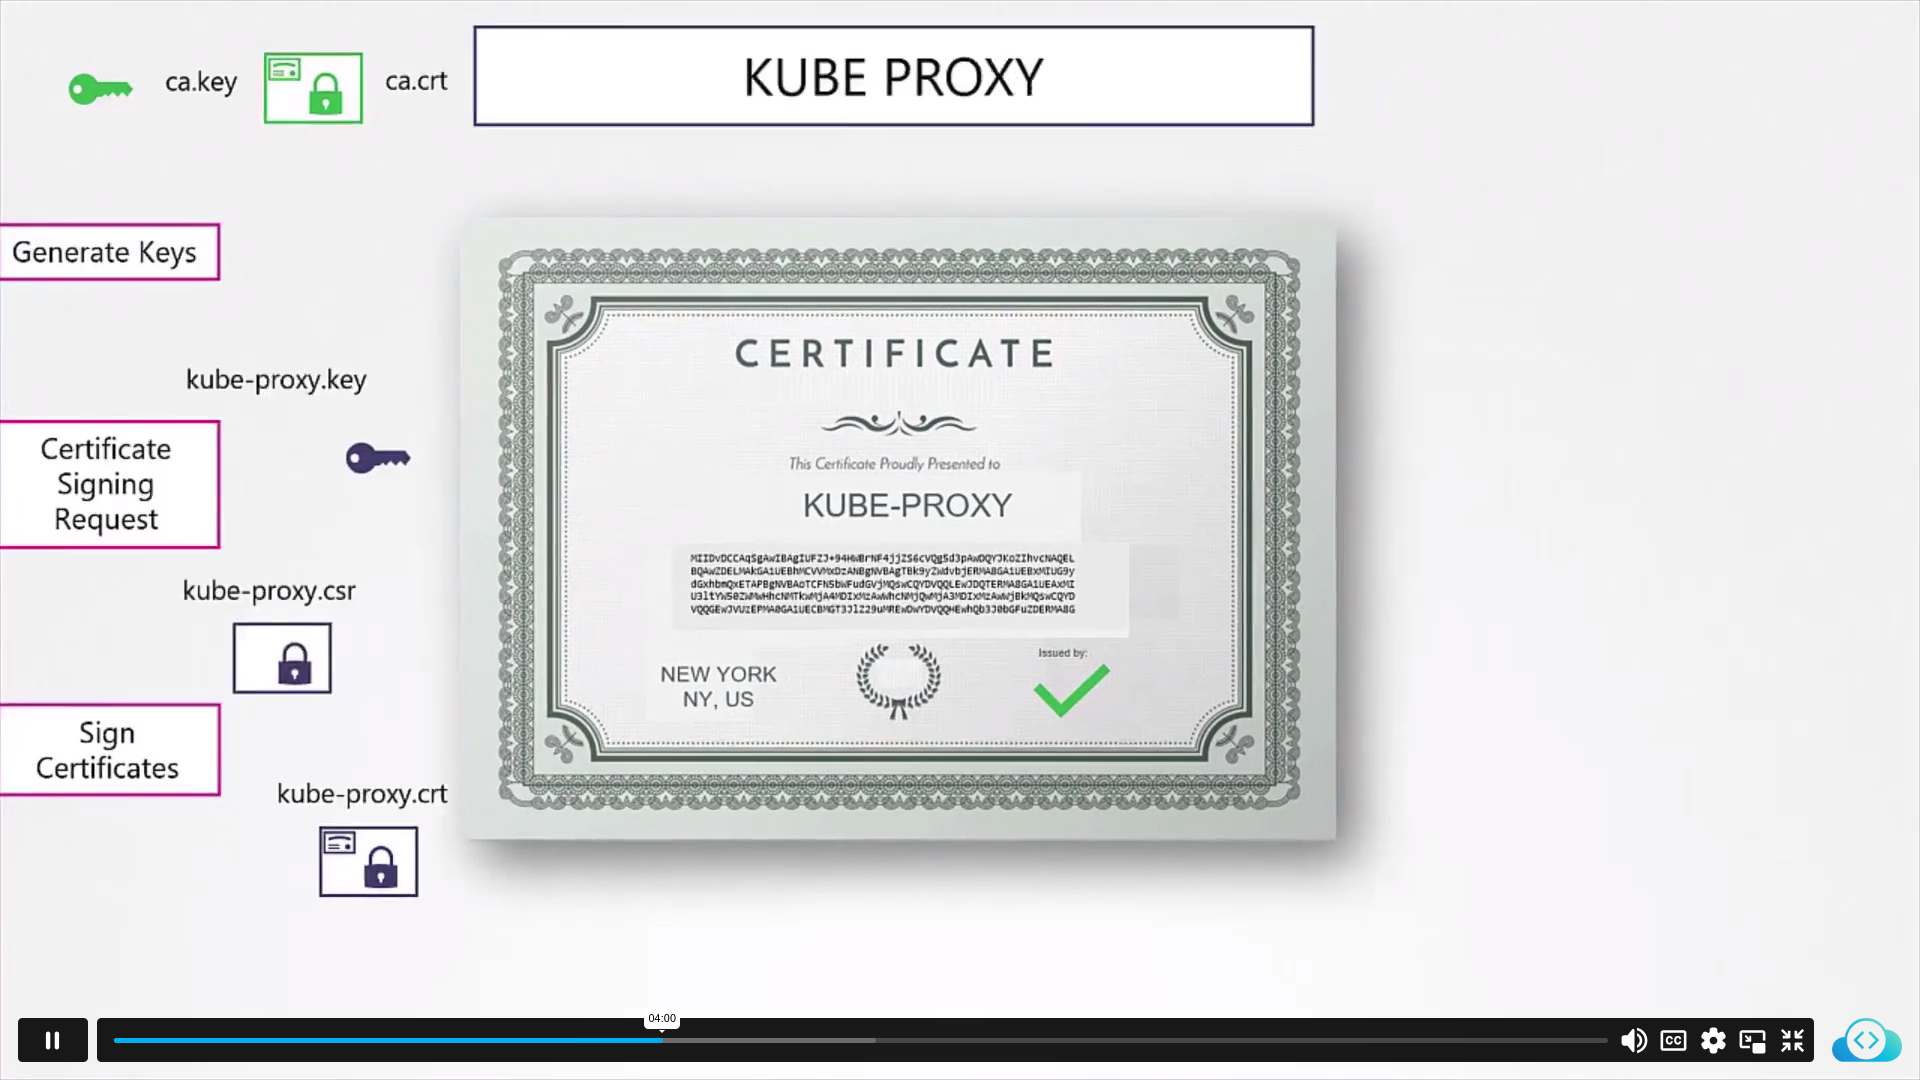 ca.key
ca.crt
KUBE PROXY
Generate Keys
kube-proxy.key
Certificate
Signing
Request
kube-proxy.csr
Sign
Certificates
kube-proxy.crt
CERTIFICATE
This Certificate Proudly Presented to
KUBE-PROXY
NEW YORK
NY, US
Issued by:
04:00
CC